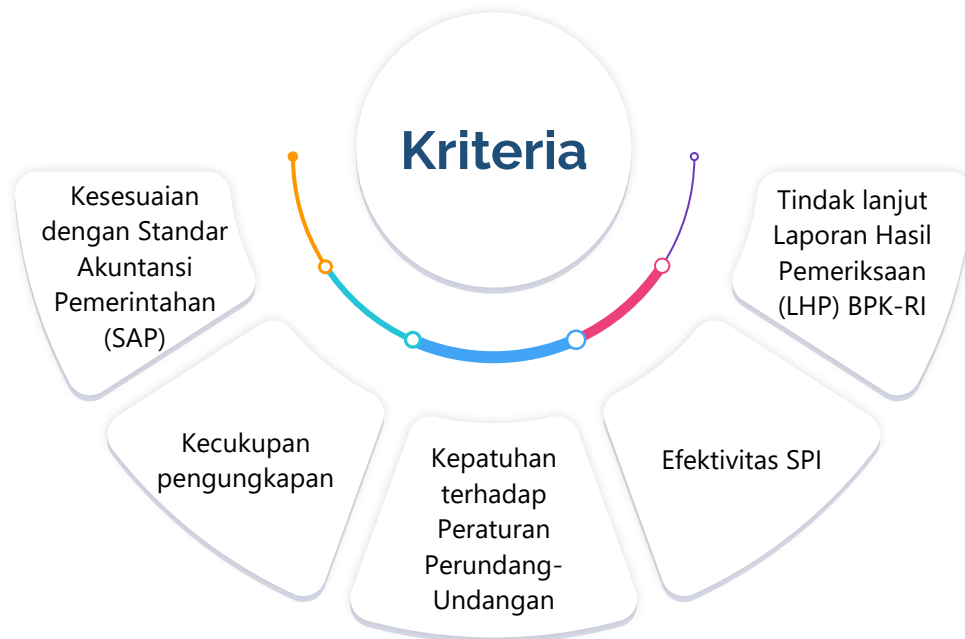 Kriteria
Kesesuaian
dengan Standar
Akuntansi
Pemerintahan
(SAP)
Kecukupan
pengungkapan
Kepatuhan
terhadap
Peraturan
Perundang-
Undangan
Efektivitas SPI
Tindak lanjut
Laporan Hasil
Pemeriksaan
(LHP) BPK-RI